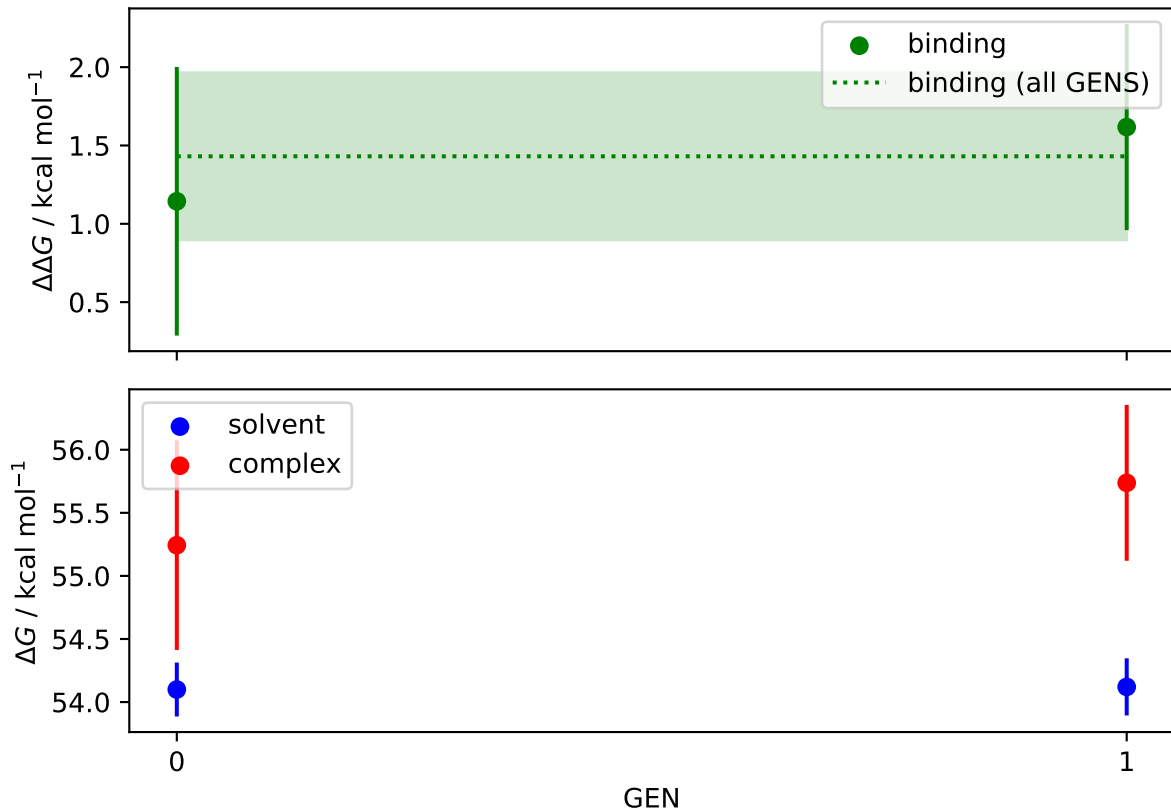 binding
binding (all GENS)
2.0
1.5
1.0
0.5
ΔΔG / kcal mol⁻¹
solvent
complex
56.0
55.5
55.0
54.5
54.0
ΔG / kcal mol⁻¹
0
1
GEN